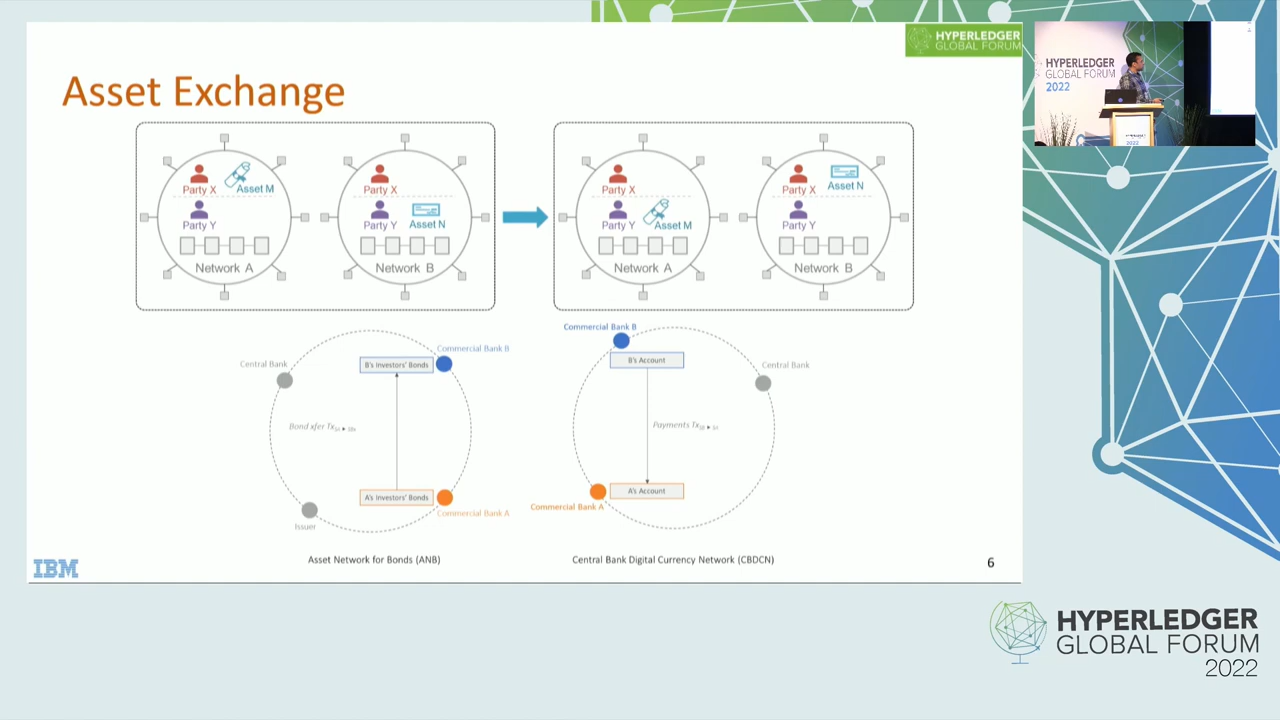 HYPERLEDGER
GLOBAL FORUM
Asset Exchange
Party X
Asset M
Party Y
Network A
Party X
Party Y
Asset N
Network B
Party X
Party Y
Asset M
Network A
Party X
Asset N
Party Y
Network B
Central Bank
Commercial Bank B
B's Investors' Bonds
Bond xfer Tx
A's Investors' Bonds
Commercial Bank A
Issuer
Asset Network for Bonds (ANB)
Commercial Bank B
B's Account
Central Bank
Payments Tx
A's Account
Commercial Bank A
Central Bank Digital Currency Network (CBDCN)
IBM
6
HYPERLEDGER
GLOBAL FORUM
2022
2022
HYPERLEDGER
GLOBAL FORUM
2022